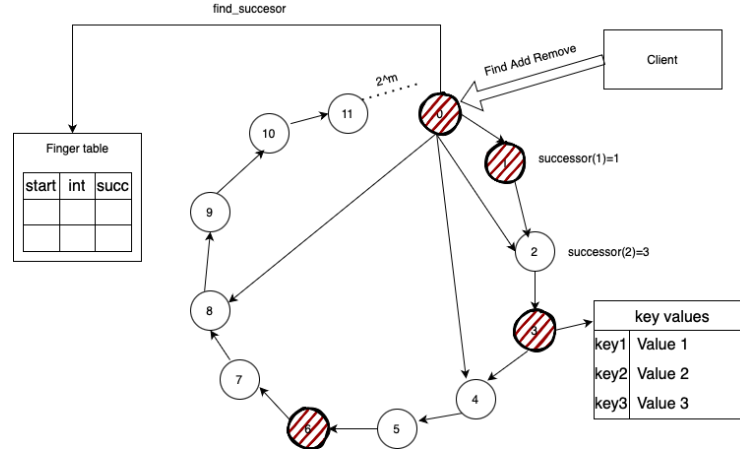 find_succesor
Find Add Remove
Client
2^m
0
11
10
Finger table
start int succ
1
successor(1)=1
9
2
successor(2)=3
8
3
key values
key1 Value 1
key2 Value 2
key3 Value 3
7
4
6
5